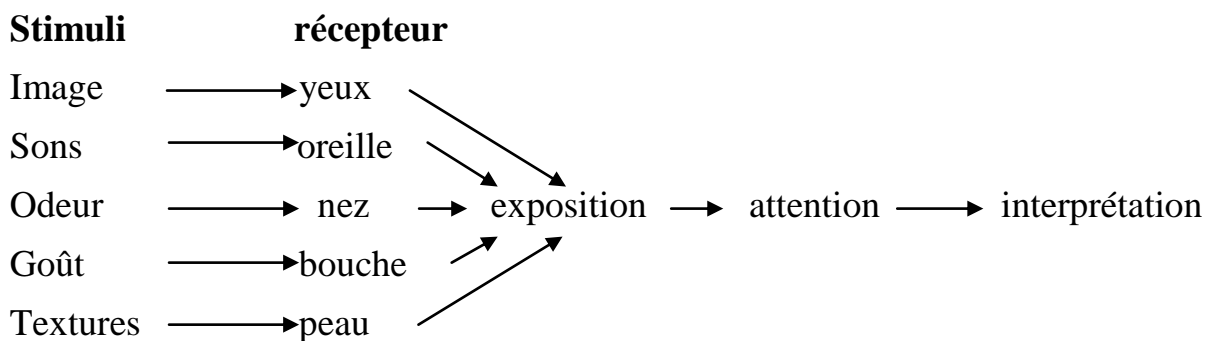 Stimuli récepteur
Image yeux
Sons oreille
Odeur nez exposition attention interprétation
Goût bouche
Textures peau